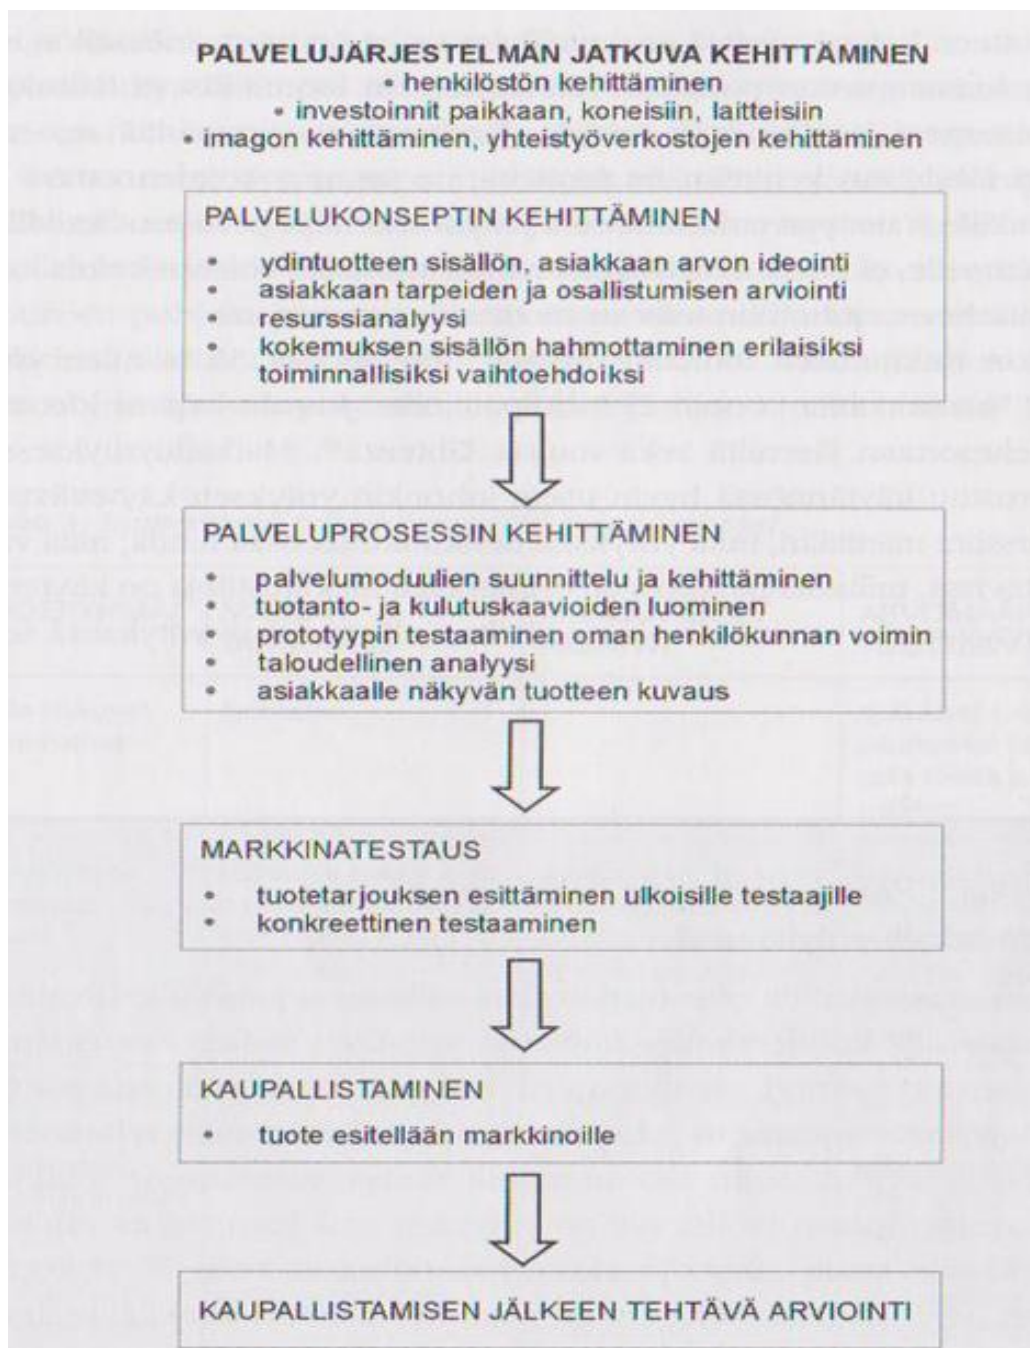 PALVELUJÄRJESTELMÄN JATKUVA KEHITTÄMINEN
• henkilöstön kehittäminen
• investoinnit paikkaan, koneisiin, laitteisiin
• imagon kehittäminen, yhteistyöverkostojen kehittäminen
PALVELUKONSEPTIN KEHITTÄMINEN
• ydintuotteen sisällön, asiakkaan arvon ideointi
• asiakkaan tarpeiden ja osallistumisen arviointi
• resurssianalyysi
• kokemuksen sisällön hahmottaminen erilaisiksi
toiminnallisiksi vaihtoehdoiksi
PALVELUPROSESSIN KEHITTÄMINEN
• palvelumoduulien suunnittelu ja kehittäminen
• tuotanto- ja kulutuskaavioiden luominen
• prototyypin testaaminen oman henkilökunnan voimin
• taloudellinen analyysi
• asiakkaalle näkyvän tuotteen kuvaus
MARKKINATESTAUS
• tuotetarjouksen esittäminen ulkoisille testaajille
• konkreettinen testaaminen
KAUPALLISTAMINEN
• tuote esitellään markkinoille
KAUPALLISTAMISEN JÄLKEEN TEHTÄVÄ ARVIOINTI